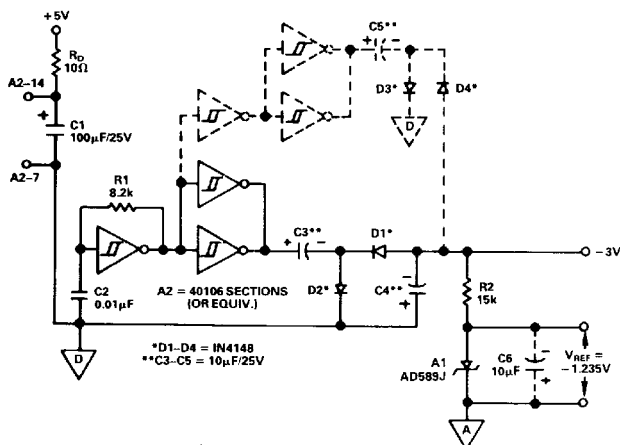 +5V
R_D
10Ω
A2–14
+
C1
100μF/25V
A2–7
R1
8.2k
C2
0.01μF
D
A2 = 40106 SECTIONS
(OR EQUIV.)
*D1–D4 = IN4148
**C3–C5 = 10μF/25V
C5**
+ –
D3*
D4*
D
C3**
+ –
D1*
D2*
C4**
–
+
–3V
R2
15k
A1
AD589J
C6
10μF
–
+
V_REF =
–1.235V
A